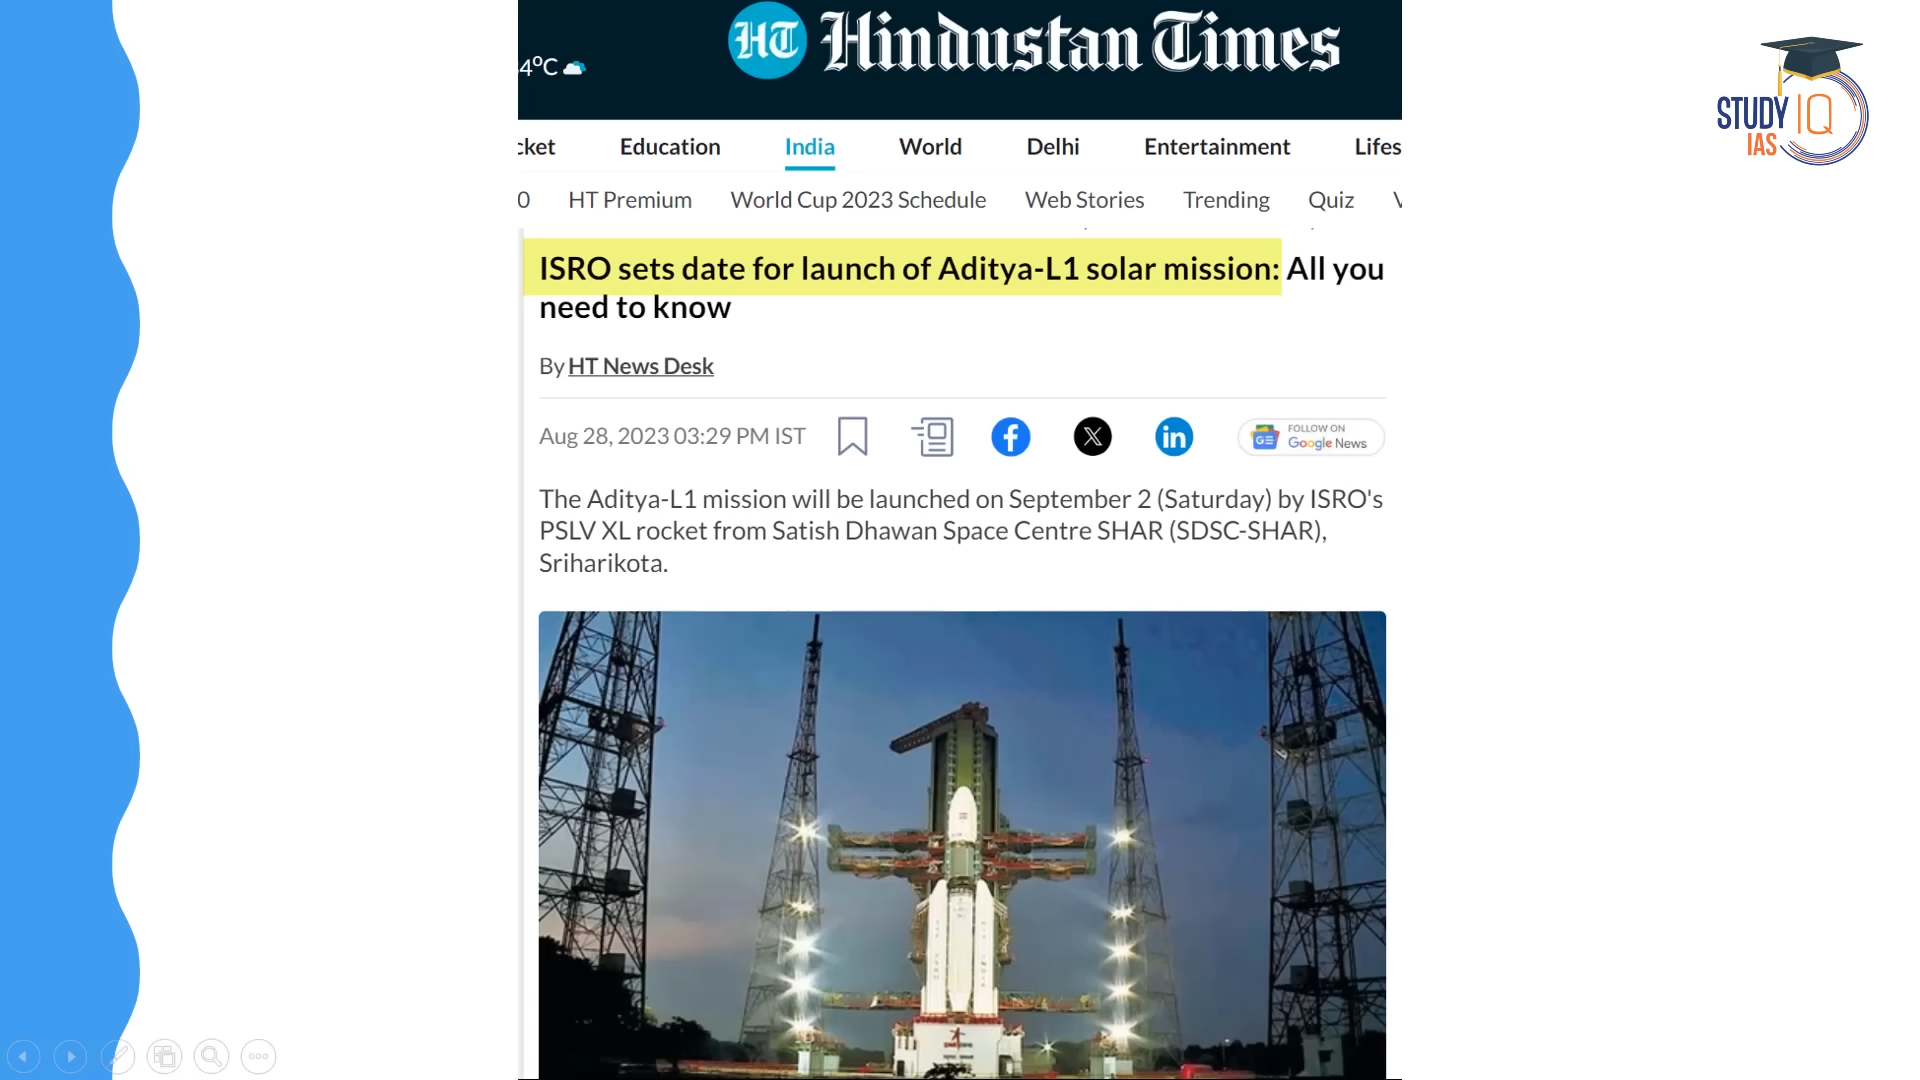 HT Hindustan Times
4°C
STUDY IQ
IAS
cket Education India World Delhi Entertainment Lifes
0 HT Premium World Cup 2023 Schedule Web Stories Trending Quiz V
ISRO sets date for launch of Aditya-L1 solar mission: All you
need to know
By HT News Desk
Aug 28, 2023 03:29 PM IST
FOLLOW ON
Google News
The Aditya-L1 mission will be launched on September 2 (Saturday) by ISRO's
PSLV XL rocket from Satish Dhawan Space Centre SHAR (SDSC-SHAR),
Sriharikota.